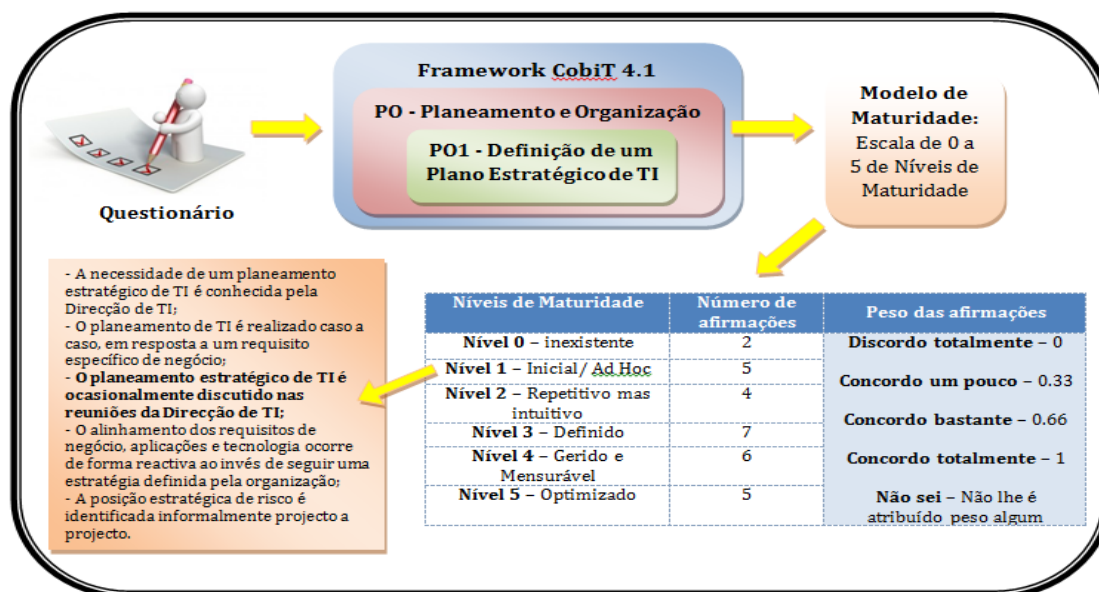 Framework CobiT 4.1
PO - Planeamento e Organização
PO1 - Definição de um
Plano Estratégico de TI
Modelo de
Maturidade:
Escala de 0 a
5 de Níveis de
Maturidade
Questionário
- A necessidade de um planeamento
estratégico de TI é conhecida pela
Direcção de TI;
- O planeamento de TI é realizado caso a
caso, em resposta a um requisito
específico de negócio;
- O planeamento estratégico de TI é
ocasionalmente discutido nas
reuniões da Direcção de TI;
- O alinhamento dos requisitos de
negócio, aplicações e tecnologia ocorre
de forma reactiva ao invés de seguir uma
estratégia definida pela organização;
- A posição estratégica de risco é
identificada informalmente projecto a
projecto.
Níveis de Maturidade
Número de
afirmações
Peso das afirmações
Nível 0 – inexistente
2
Nível 1 – Inicial/ Ad Hoc
5
Nível 2 – Repetitivo mas
intuitivo
4
Nível 3 – Definido
7
Nível 4 – Gerido e
Mensurável
6
Nível 5 – Optimizado
5
Discordo totalmente – 0
Concordo um pouco – 0.33
Concordo bastante – 0.66
Concordo totalmente – 1
Não sei – Não lhe é
atribuído peso algum